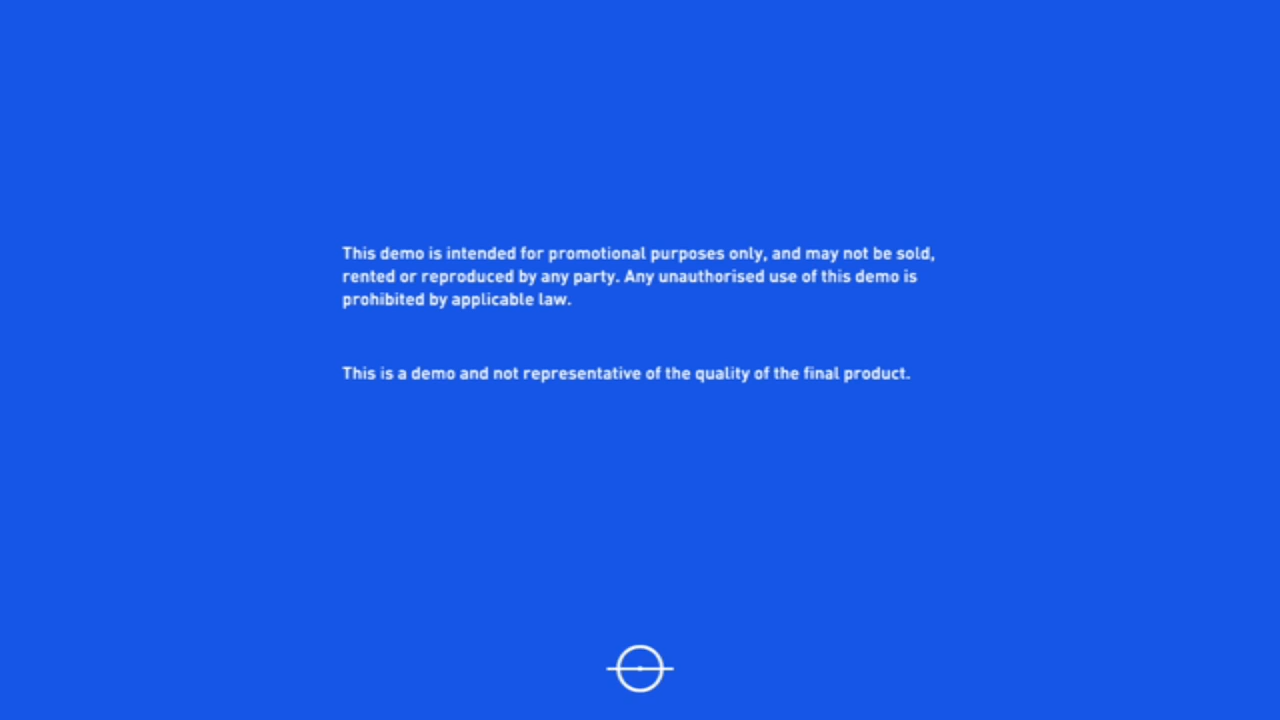 This demo is intended for promotional purposes only, and may not be sold,
rented or reproduced by any party. Any unauthorised use of this demo is
prohibited by applicable law.
This is a demo and not representative of the quality of the final product.